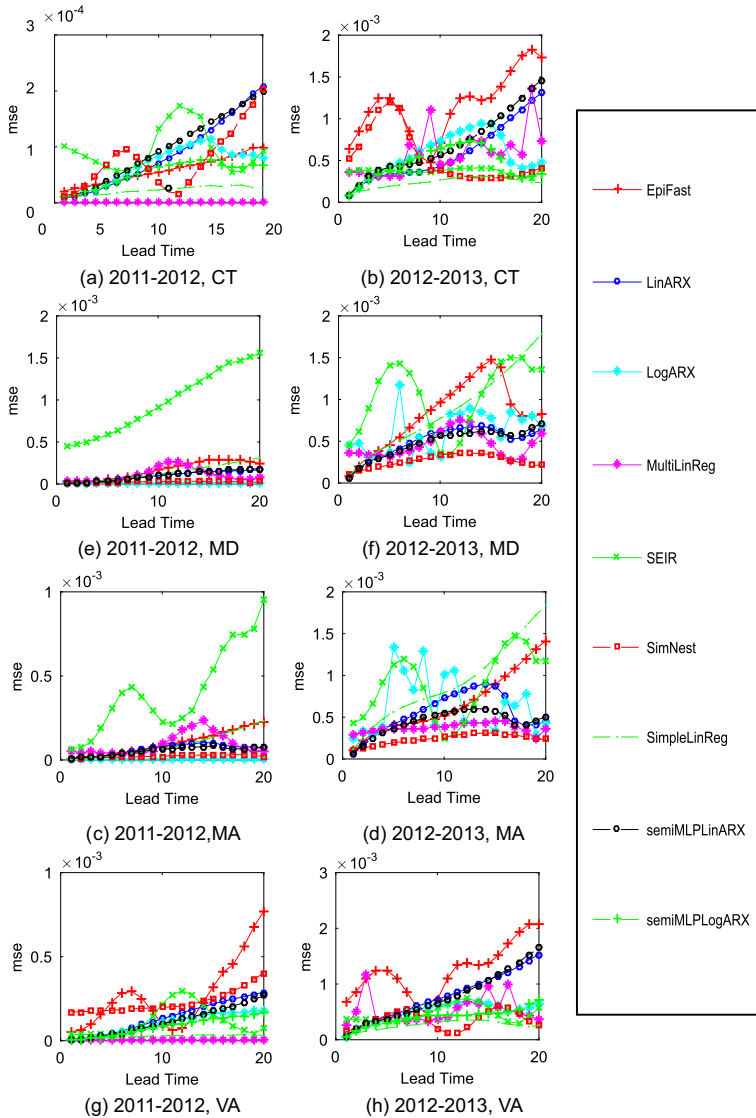 × 10^-4
3
2
1
0
mse
0
5
10
15
19
Lead Time
(a) 2011-2012, CT
× 10^-3
2
1.5
1
0.5
0
mse
0
10
20
Lead Time
(b) 2012-2013, CT
× 10^-3
2
1.5
1
0.5
0
mse
0
10
20
Lead Time
(e) 2011-2012, MD
× 10^-3
2
1.5
1
0.5
0
mse
0
10
20
Lead Time
(f) 2012-2013, MD
× 10^-3
1
0.5
0
mse
0
10
20
Lead Time
(c) 2011-2012,MA
× 10^-3
2
1.5
1
0.5
0
mse
0
10
20
Lead Time
(d) 2012-2013, MA
× 10^-3
1
0.5
0
mse
0
10
20
Lead Time
(g) 2011-2012, VA
× 10^-3
3
2
1
0
mse
0
10
20
Lead Time
(h) 2012-2013, VA
EpiFast
LinARX
LogARX
MultiLinReg
SEIR
SimNest
SimpleLinReg
semiMLPLinARX
semiMLPLogARX